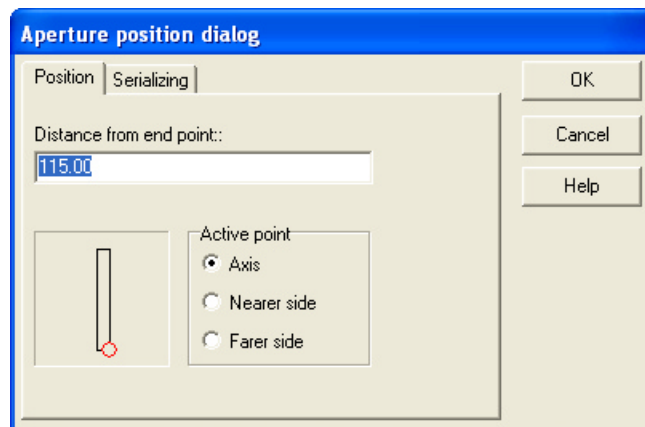 Aperture position dialog
Position
Serializing
OK
Distance from end point::
Cancel
115.00
Help
Active point
Axis
Nearer side
Farer side